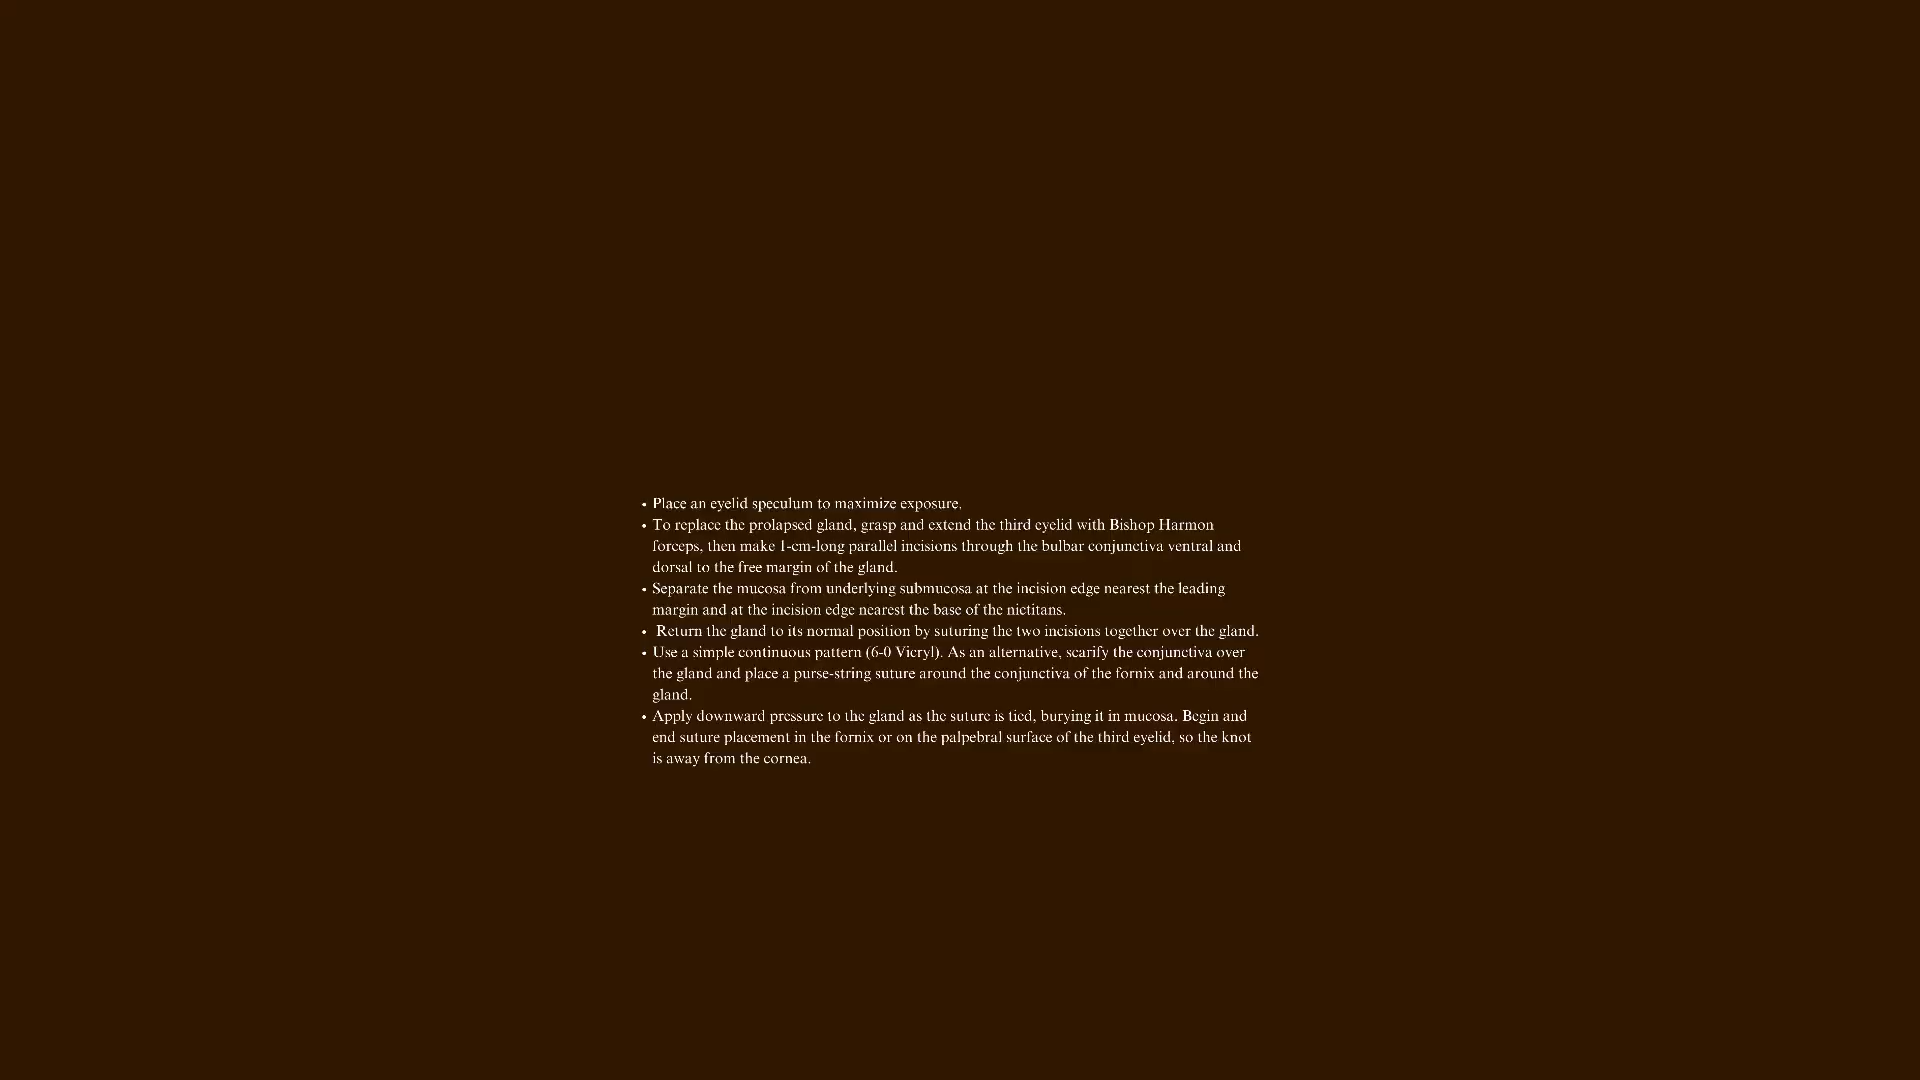 • Place an eyelid speculum to maximize exposure.
• To replace the prolapsed gland, grasp and extend the third eyelid with Bishop Harmon
forceps, then make 1-cm-long parallel incisions through the bulbar conjunctiva ventral and
dorsal to the free margin of the gland.
• Separate the mucosa from underlying submucosa at the incision edge nearest the leading
margin and at the incision edge nearest the base of the nictitans.
• Return the gland to its normal position by suturing the two incisions together over the gland.
• Use a simple continuous pattern (6-0 Vicryl). As an alternative, scarify the conjunctiva over
the gland and place a purse-string suture around the conjunctiva of the fornix and around the
gland.
• Apply downward pressure to the gland as the suture is tied, burying it in mucosa. Begin and
end suture placement in the fornix or on the palpebral surface of the third eyelid, so the knot
is away from the cornea.